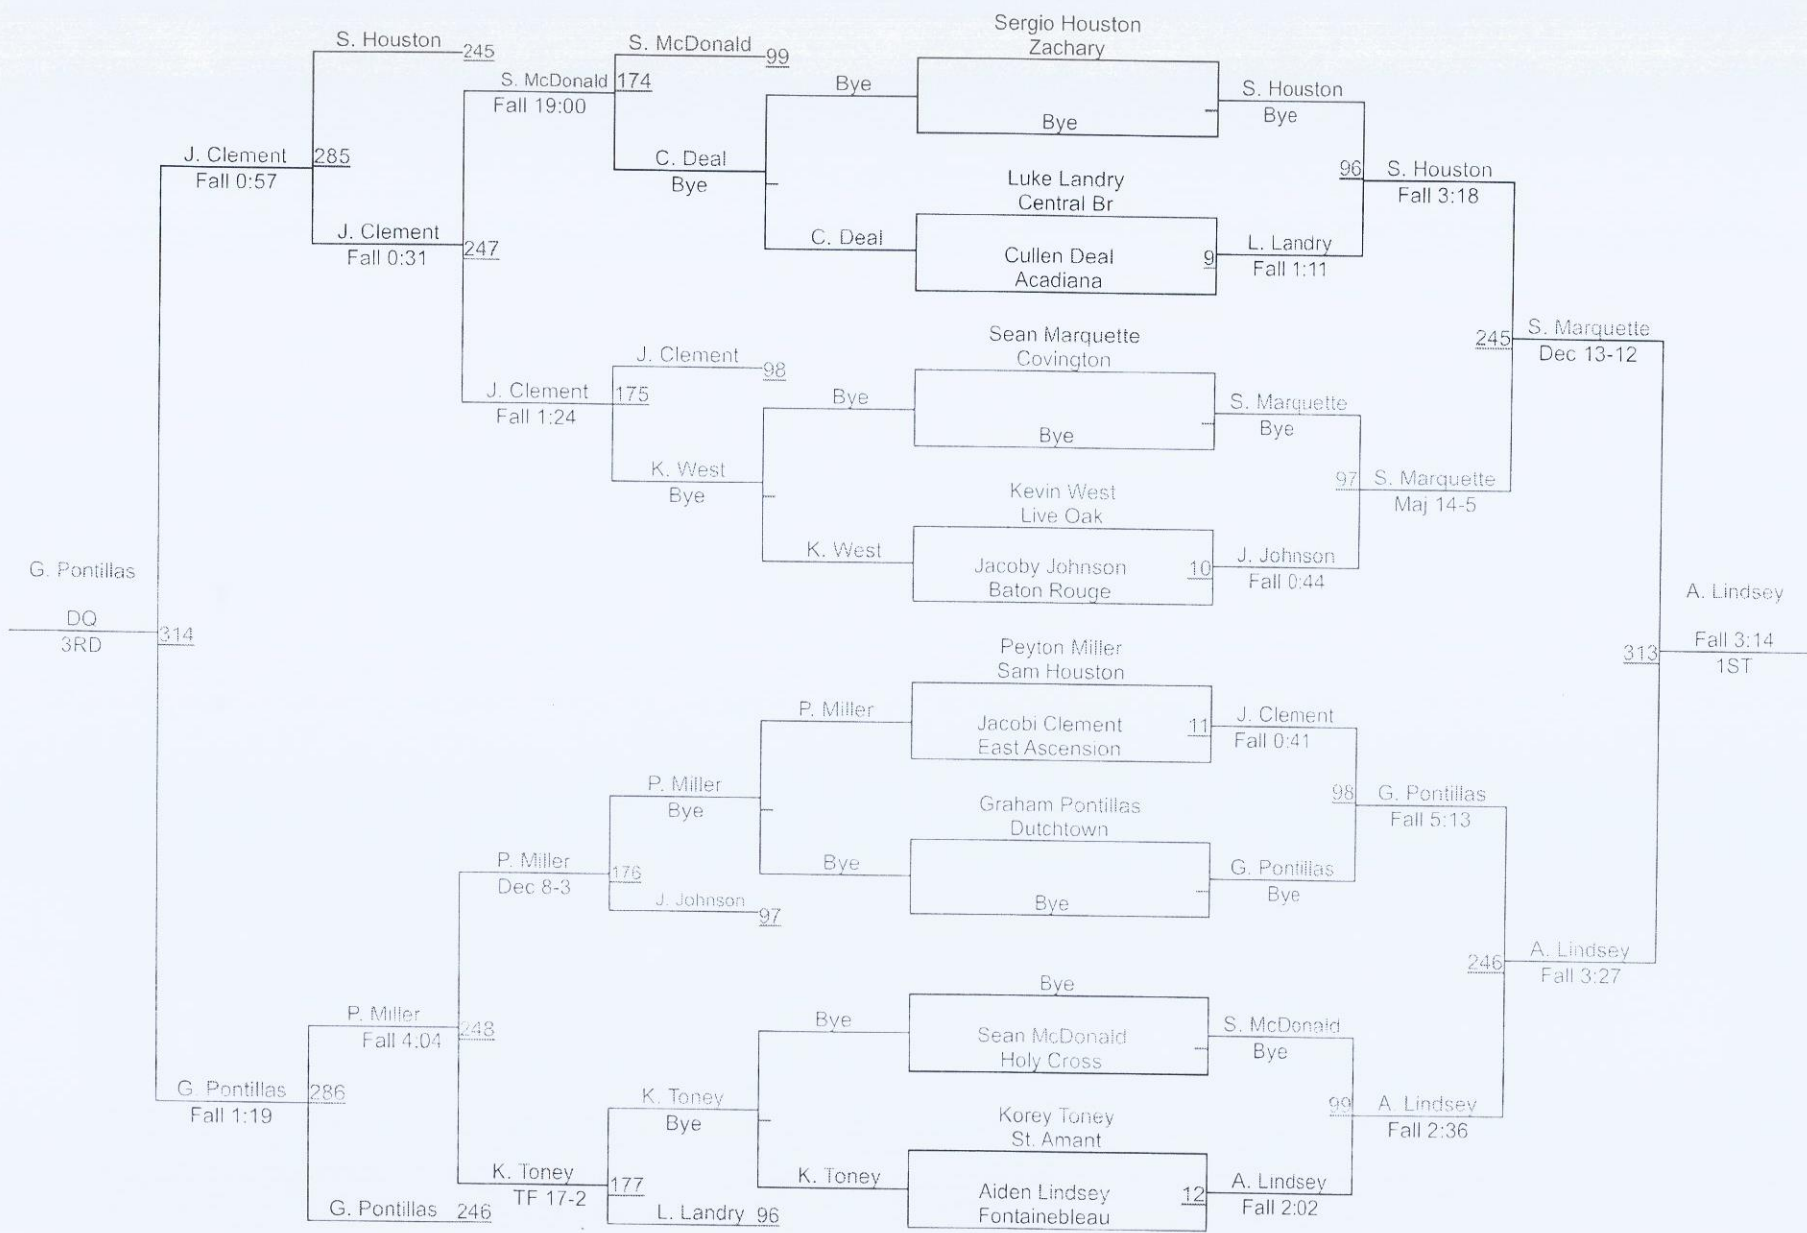 Sergio Houston
Zachary
Bye
Luke Landry
Central Br
Cullen Deal
Acadiana
9
Sean Marquette
Covington
Bye
Kevin West
Live Oak
Jacoby Johnson
Baton Rouge
10
Peyton Miller
Sam Houston
Jacobi Clement
East Ascension
11
Graham Pontillas
Dutchtown
Bye
Bye
Sean McDonald
Holy Cross
Korey Toney
St. Amant
Aiden Lindsey
Fontainebleau
12
S. Houston
Bye
L. Landry
Fall 1:11
S. Marquette
Bye
J. Johnson
Fall 0:44
J. Clement
Fall 0:41
G. Pontillas
Bye
S. McDonald
Bye
A. Lindsey
Fall 2:02
96
S. Houston
Fall 3:18
97
S. Marquette
Maj 14-5
98
G. Pontillas
Fall 5:13
99
A. Lindsey
Fall 2:36
245
S. Marquette
Dec 13-12
246
A. Lindsey
Fall 3:27
313
A. Lindsey
Fall 3:14
1ST
Bye
C. Deal
Bye
K. West
P. Miller
Bye
Bye
K. Toney
S. McDonald
99
C. Deal
Bye
J. Clement
98
K. West
Bye
P. Miller
Bye
J. Johnson
97
K. Toney
Bye
L. Landry 96
S. McDonald
174
Fall 19:00
J. Clement
175
Fall 1:24
P. Miller
176
Dec 8-3
K. Toney
177
TF 17-2
S. Houston
245
J. Clement
247
Fall 0:31
P. Miller
248
Fall 4:04
G. Pontillas 246
J. Clement
285
Fall 0:57
G. Pontillas
286
Fall 1:19
G. Pontillas
DQ
314
3RD